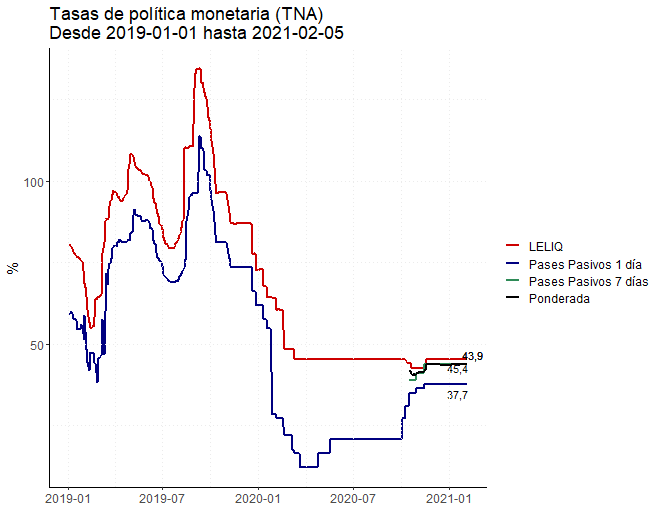 Tasas de política monetaria (TNA)
Desde 2019-01-01 hasta 2021-02-05
%
100
50
43,9
45,4
37,7
2019-01 2019-07 2020-01 2020-07 2021-01
LELIQ
Pases Pasivos 1 día
Pases Pasivos 7 días
Ponderada